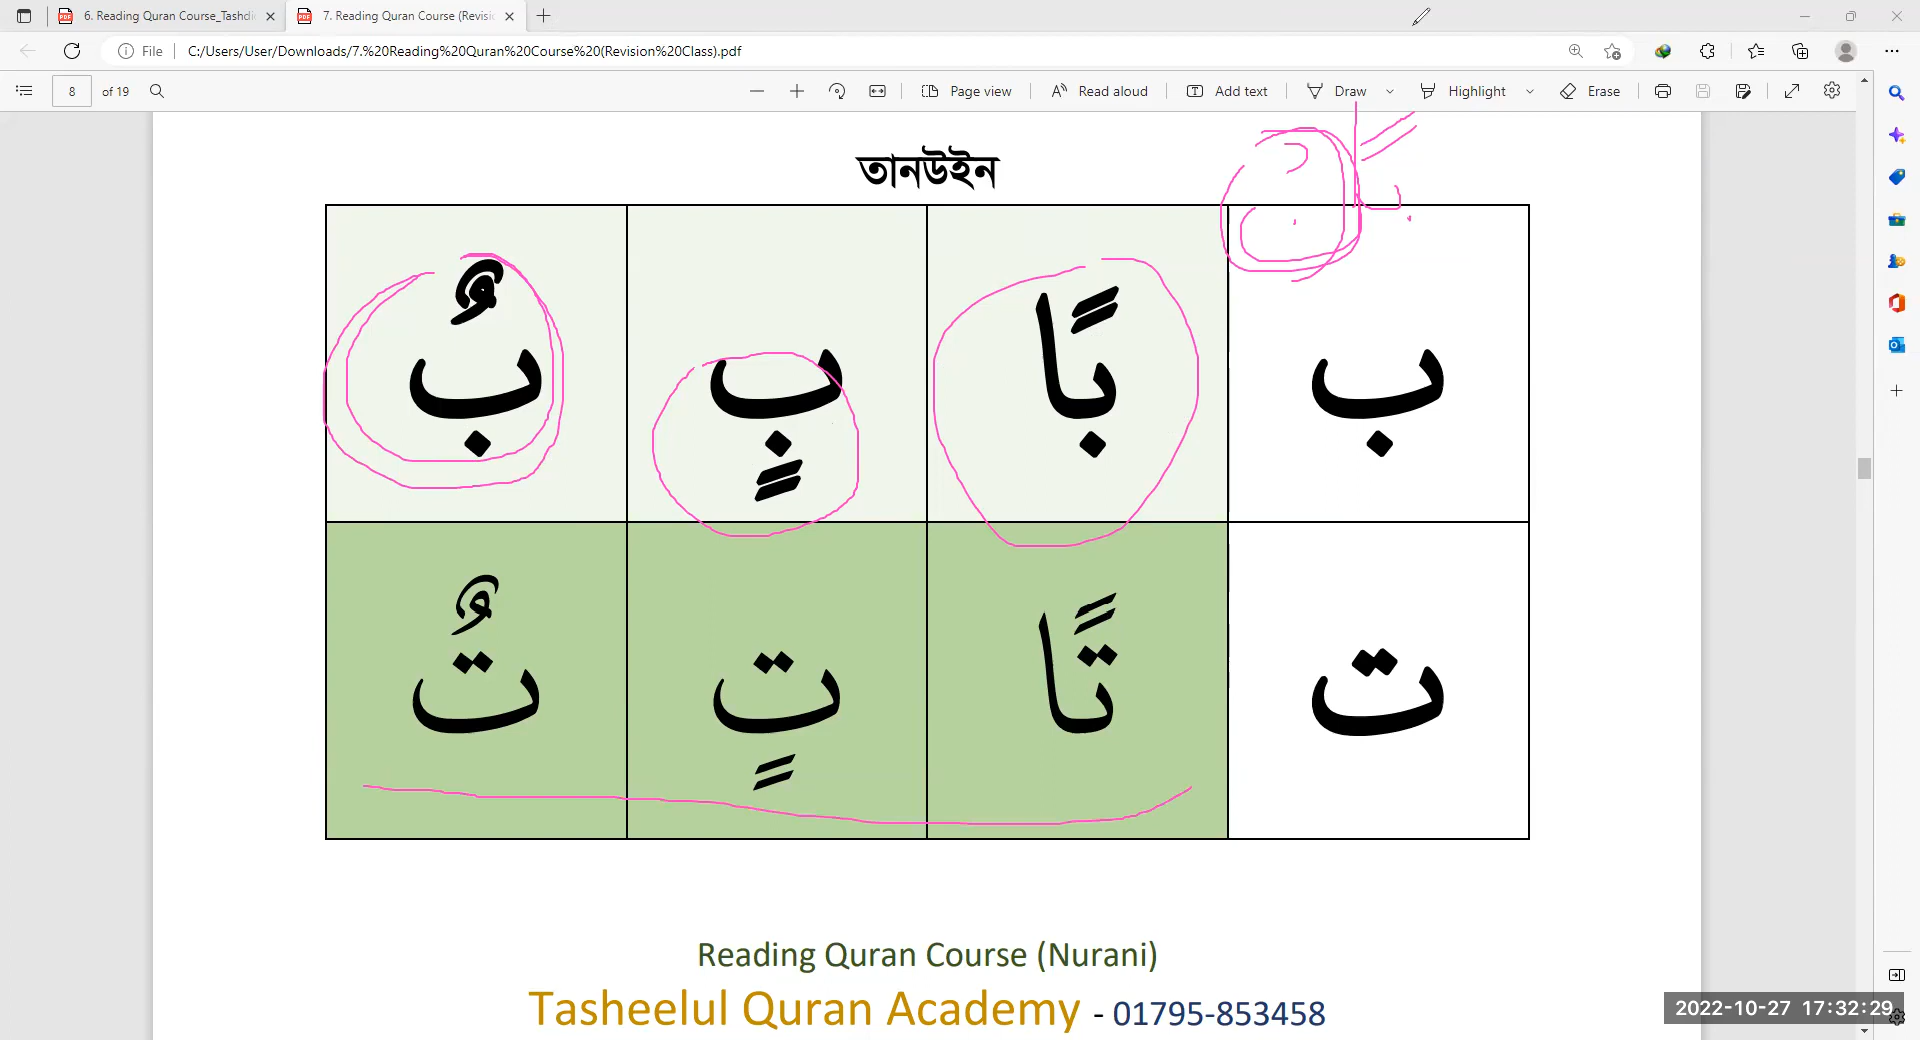 6. Reading Quran Course_Tashdi
7. Reading Quran Course (Revisi
File
C:/Users/User/Downloads/7.%20Reading%20Quran%20Course%20(Revision%20Class).pdf
8 of 19
Page view
Read aloud
Add text
Draw
Highlight
Erase
তানউইন
ب بًا بٍ بٌ
ت تًا تٍ تٌ
Reading Quran Course (Nurani)
Tasheelul Quran Academy - 01795-853458
2022-10-27 17:32:29